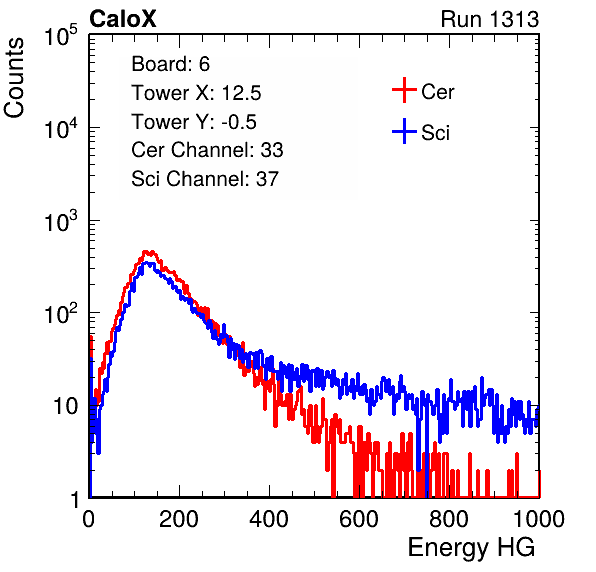 CaloX
Run 1313
Counts
10^5
10^4
10^3
10^2
10
1
Board: 6
Tower X: 12.5
Tower Y: -0.5
Cer Channel: 33
Sci Channel: 37
Cer
Sci
0 200 400 600 800 1000
Energy HG